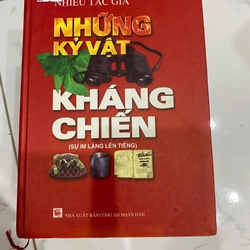 NHIỀU TÁC GIẢ
NHỮNG
KỶ VẬT
KHÁNG
CHIẾN
(SỰ IM LẶNG LÊN TIẾNG)
NHÀ XUẤT BẢN CÔNG AN NHÂN DÂN